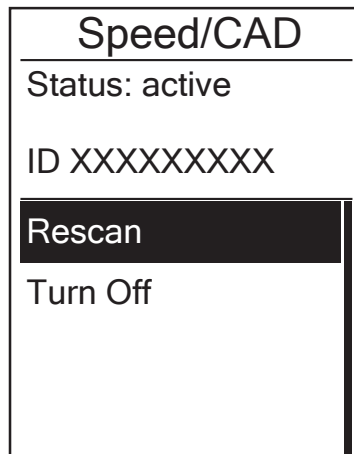 Speed/CAD
Status: active
ID XXXXXXXXX
Rescan
Turn Off